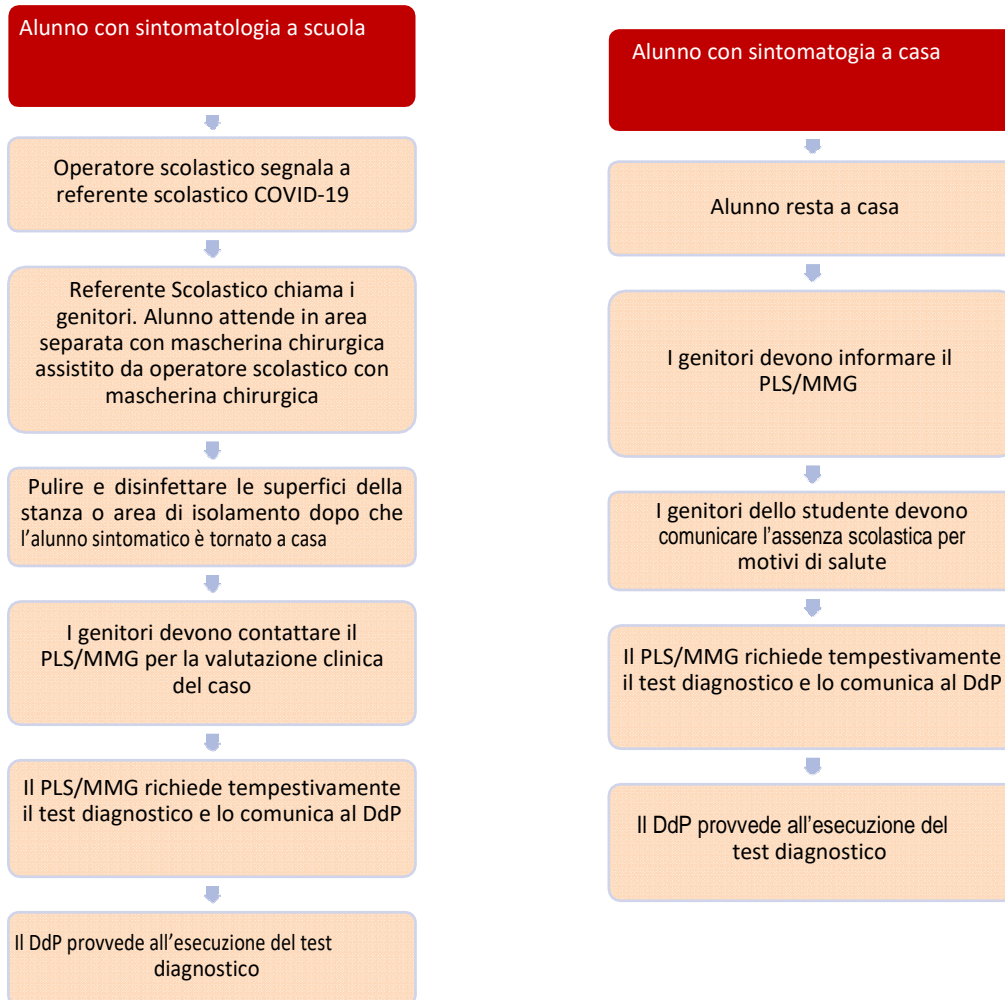 Alunno con sintomatologia a scuola
Operatore scolastico segnala a
referente scolastico COVID-19
Referente Scolastico chiama i
genitori. Alunno attende in area
separata con mascherina chirurgica
assistito da operatore scolastico con
mascherina chirurgica
Pulire e disinfettare le superfici della
stanza o area di isolamento dopo che
l'alunno sintomatico è tornato a casa
I genitori devono contattare il
PLS/MMG per la valutazione clinica
del caso
Il PLS/MMG richiede tempestivamente
il test diagnostico e lo comunica al DdP
Il DdP provvede all'esecuzione del test
diagnostico
Alunno con sintomatogia a casa
Alunno resta a casa
I genitori devono informare il
PLS/MMG
I genitori dello studente devono
comunicare l'assenza scolastica per
motivi di salute
Il PLS/MMG richiede tempestivamente
il test diagnostico e lo comunica al DdP
Il DdP provvede all'esecuzione del
test diagnostico